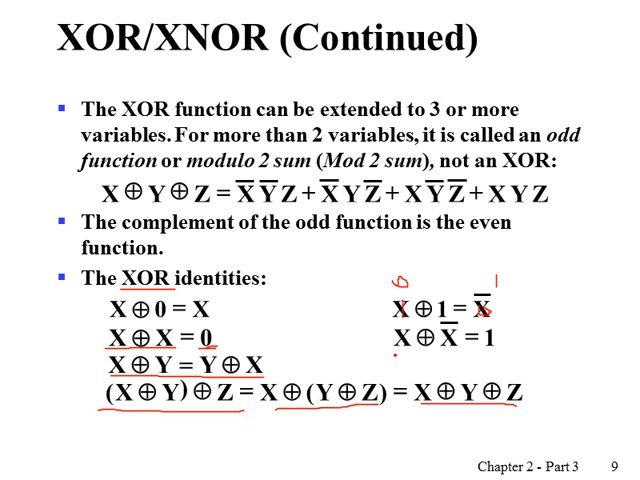 XOR/XNOR (Continued)
▪ The XOR function can be extended to 3 or more
variables. For more than 2 variables, it is called an odd
function or modulo 2 sum (Mod 2 sum), not an XOR:
X ⊕ Y ⊕ Z = X̅ Y̅ Z + X̅ Y Z̅ + X Y̅ Z̅ + X Y Z
▪ The complement of the odd function is the even
function.
▪ The XOR identities:
X ⊕ 0 = X X ⊕ 1 = X̅
X ⊕ X = 0 X ⊕ X̅ = 1
X ⊕ Y = Y ⊕ X
(X ⊕ Y) ⊕ Z = X ⊕ (Y ⊕ Z) = X ⊕ Y ⊕ Z
Chapter 2 - Part 3 9